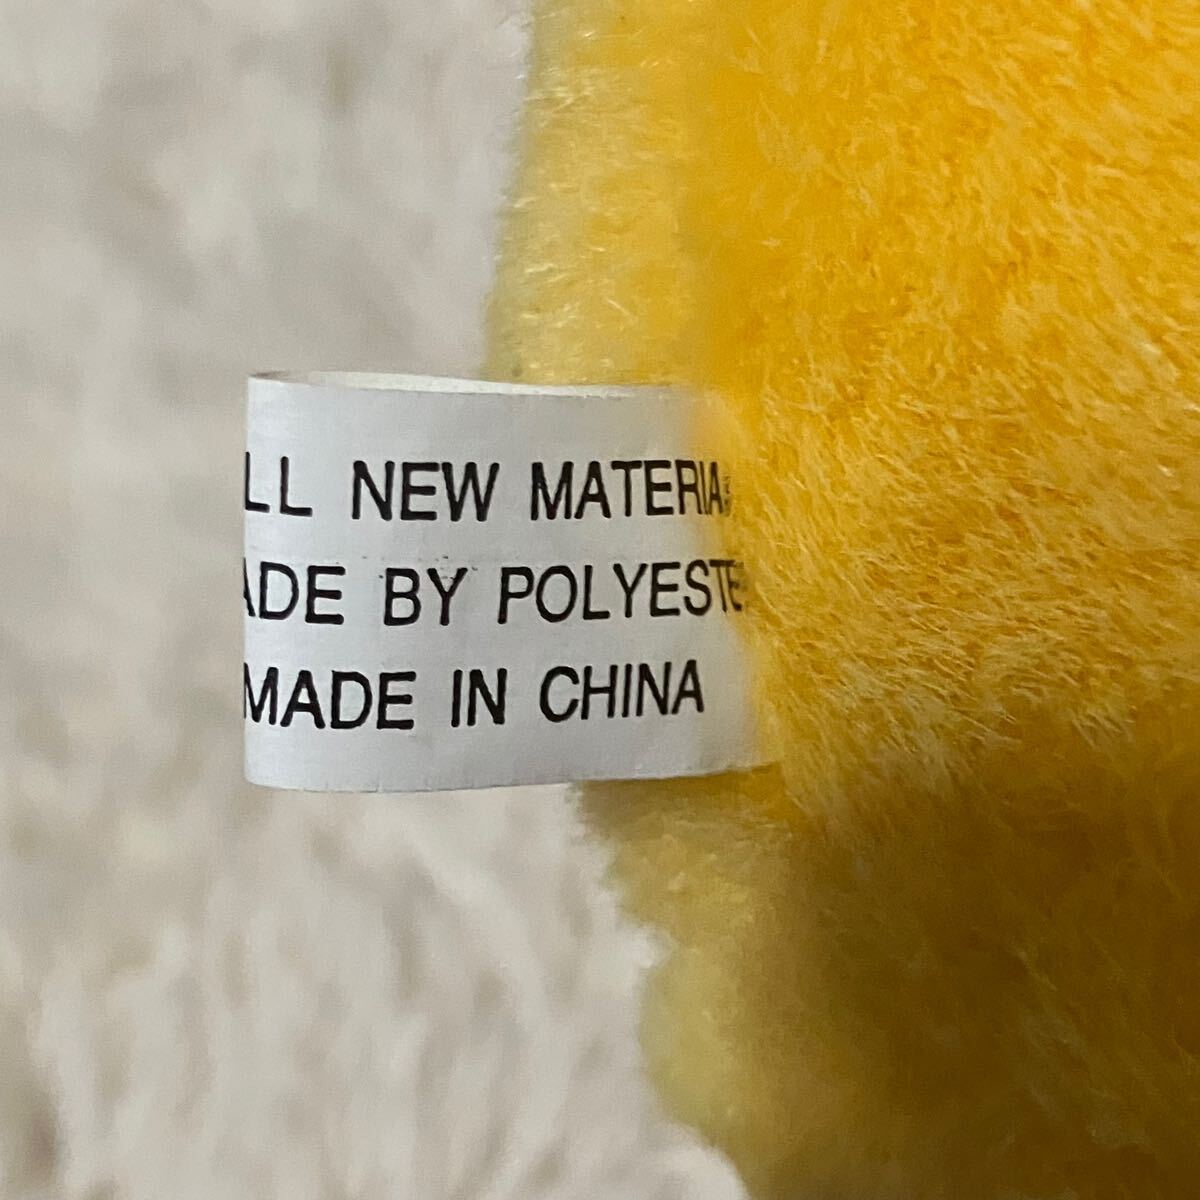 LL NEW MATERIA
ADE BY POLYESTE
MADE IN CHINA